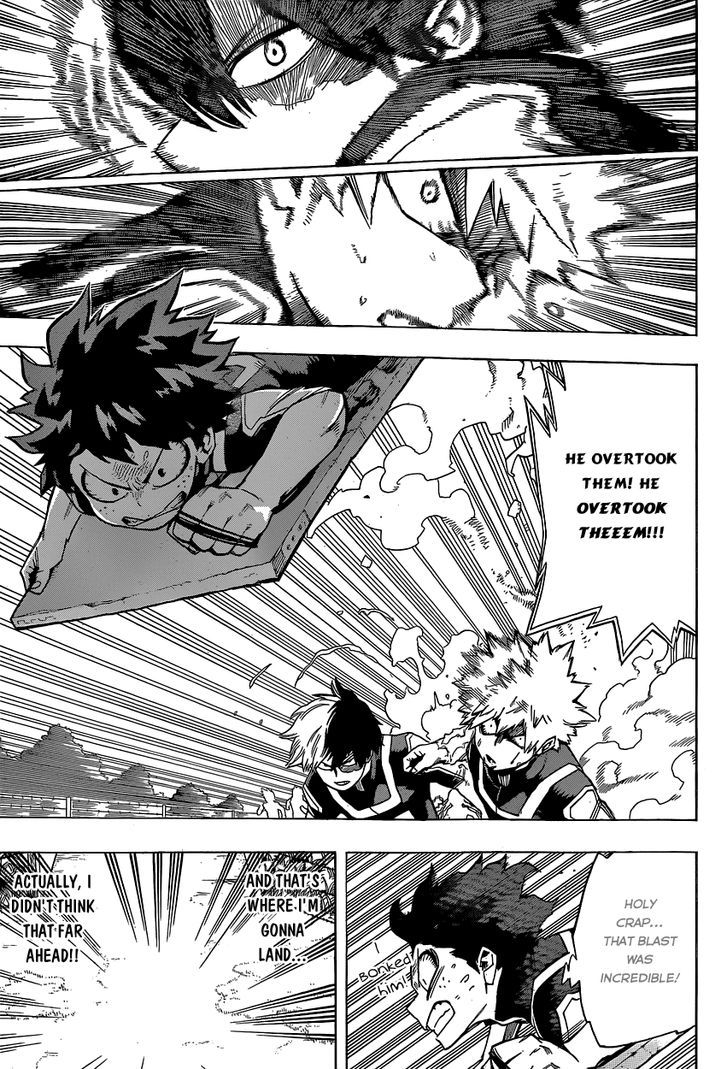 HE OVERTOOK
THEM! HE
OVERTOOK
THEEEM!!!
HOLY
CRAP...
THAT BLAST
WAS
INCREDIBLE!
I
BONKED
HIM!
AND THAT'S
WHERE I'M
GONNA
LAND...
ACTUALLY, I
DIDN'T THINK
THAT FAR
AHEAD!!